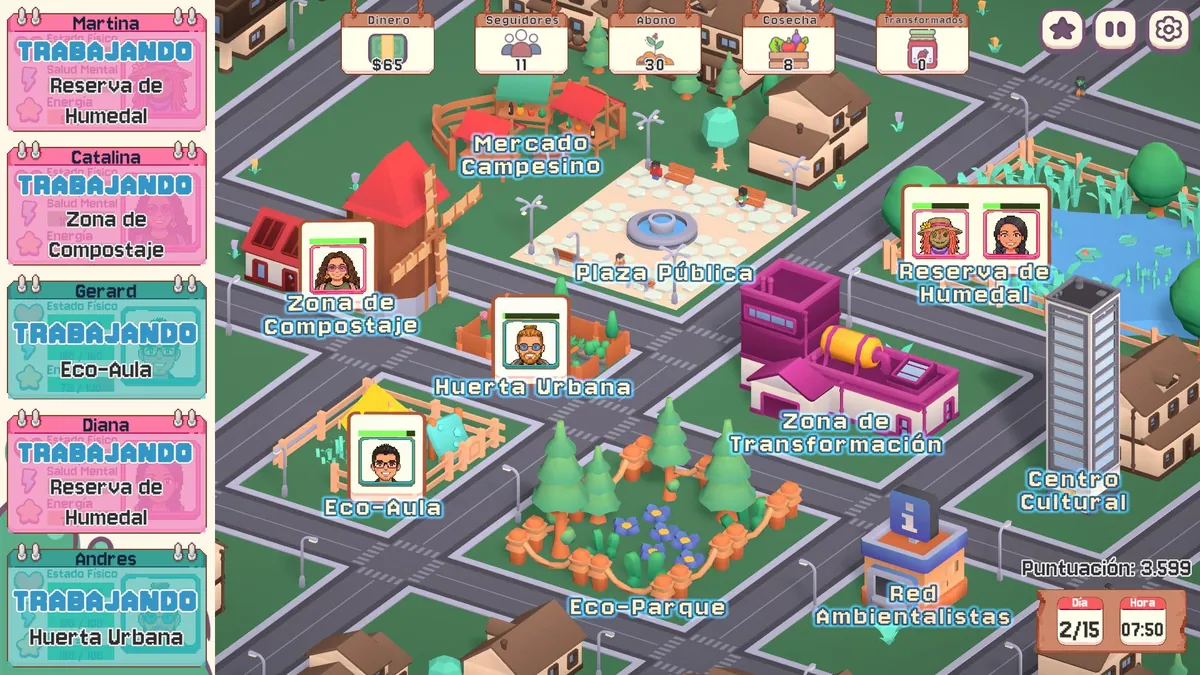 Martina
Estado Físico
TRABAJANDO
Salud Mental
Reserva de
Energía
Humedal
Catalina
TRABAJANDO
Salud Mental
Zona de
Energía
Compostaje
Gerard
Estado Físico
TRABAJANDO
Eco-Aula
Diana
TRABAJANDO
Salud Mental
Reserva de
Energía
Humedal
Andres
Estado Físico
TRABAJANDO
Huerta Urbana
Dinero
$65
Seguidores
11
Abono
30
Cosecha
8
Transformados
0
Mercado
Campesino
Plaza Pública
Reserva de
Humedal
Zona de
Compostaje
Huerta Urbana
Zona de
Transformación
Eco-Aula
Centro
Cultural
Eco-Parque
i
Red
Ambientalistas
Puntuación: 3.599
Día
2/15
Hora
07:50